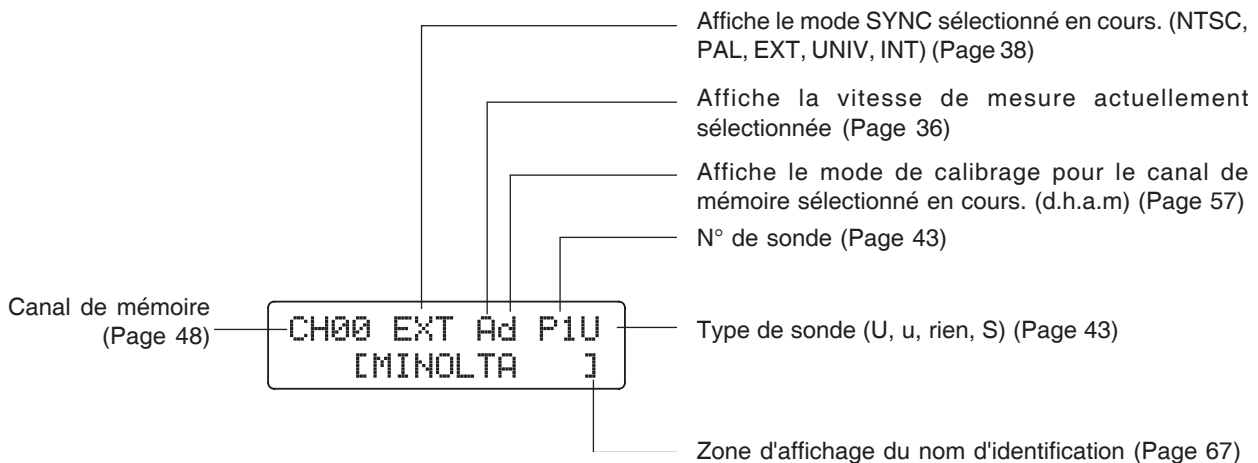 Affiche le mode SYNC sélectionné en cours. (NTSC,
PAL, EXT, UNIV, INT) (Page 38)
Affiche la vitesse de mesure actuellement
sélectionnée (Page 36)
Affiche le mode de calibrage pour le canal de
mémoire sélectionné en cours. (d.h.a.m) (Page 57)
N° de sonde (Page 43)
Canal de mémoire
(Page 48)
CH00 EXT Ad P1U
[MINOLTA ]
Type de sonde (U, u, rien, S) (Page 43)
Zone d'affichage du nom d'identification (Page 67)